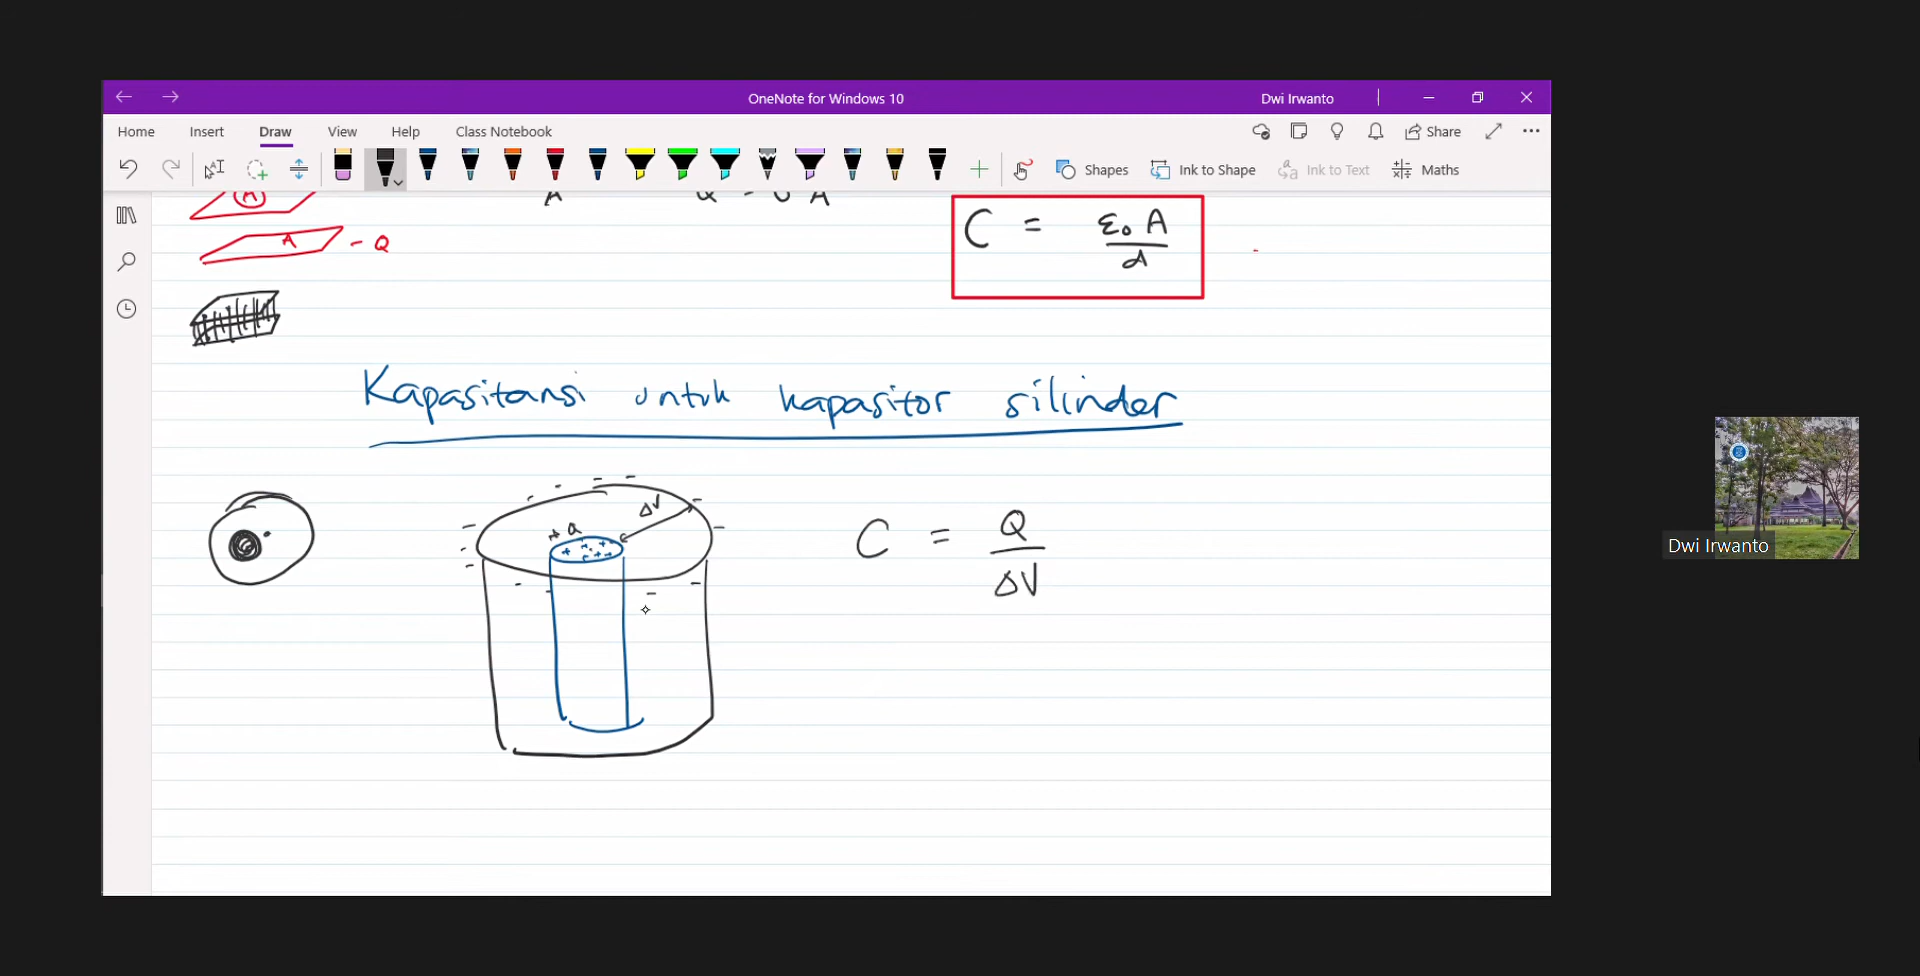 OneNote for Windows 10
Dwi Irwanto
Home Insert Draw View Help Class Notebook
Share
Shapes Ink to Shape Ink to Text Maths
A
A
A - Q
C = ε₀ A / d
Kapasitansi untuk kapasitor silinder
ΔV
+ Q
C = Q / ΔV
Dwi Irwanto